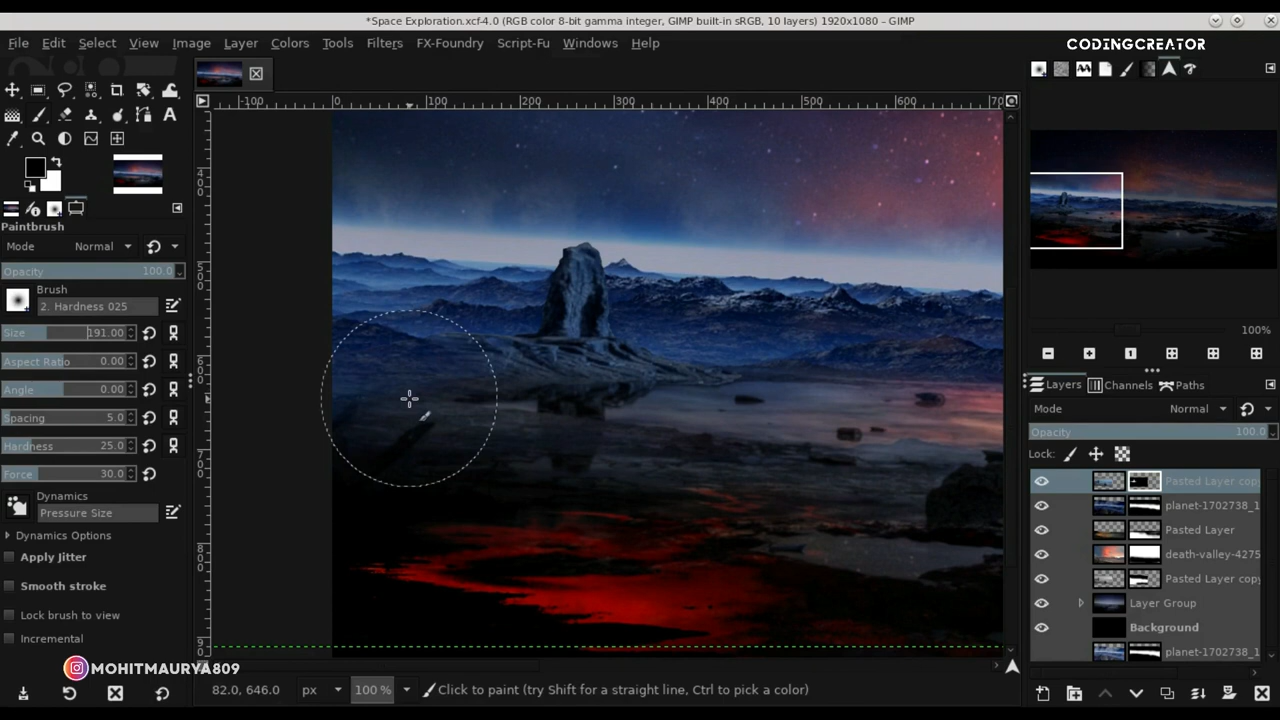 *Space Exploration.xcf-4.0 (RGB color 8-bit gamma integer, GIMP built-in sRGB, 10 layers) 1920x1080 – GIMP
File Edit Select View Image Layer Colors Tools Filters FX-Foundry Script-Fu Windows Help
CODINGCREATOR
-100 0 100 200 300 400 500 600 70
400
500
600
700
800
90
Paintbrush
Mode Normal
Opacity 100.0
Brush
2. Hardness 025
Size 191.00
Aspect Ratio 0.00
Angle 0.00
Spacing 5.0
Hardness 25.0
Force 30.0
Dynamics
Pressure Size
Dynamics Options
Apply Jitter
Smooth stroke
Lock brush to view
Incremental
MOHITMAURYA809
82.0, 646.0 px 100 % Click to paint (try Shift for a straight line, Ctrl to pick a color)
100%
Layers Channels Paths
Mode Normal
Opacity 100.0
Lock:
Pasted Layer cop
planet-1702738_1
Pasted Layer
death-valley-4275
Pasted Layer copy
Layer Group
Background
planet-1702738_1